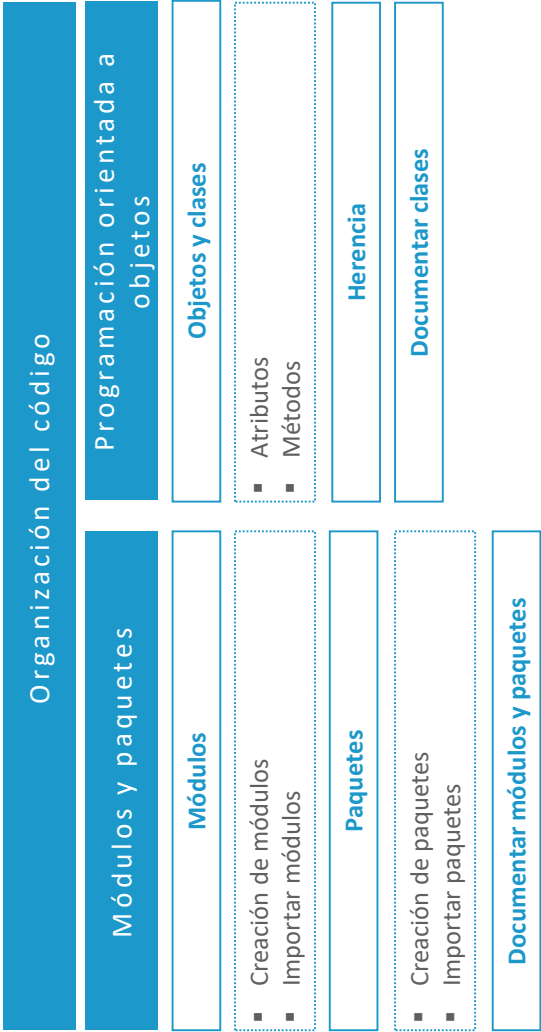 Organización del código
Módulos y paquetes
Módulos
▪ Creación de módulos
▪ Importar módulos
Paquetes
▪ Creación de paquetes
▪ Importar paquetes
Documentar módulos y paquetes
Programación orientada a
objetos
Objetos y clases
▪ Atributos
▪ Métodos
Herencia
Documentar clases